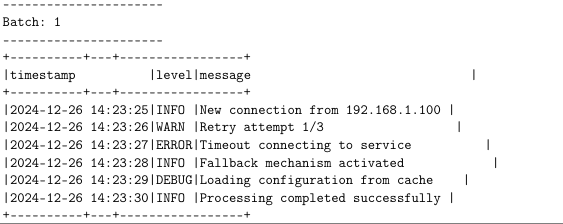 -----------------------
Batch: 1
-----------------------
+----------+---+-----------------+
|timestamp          |level|message                              |
+----------+---+-----------------+
|2024-12-26 14:23:25|INFO |New connection from 192.168.1.100 |
|2024-12-26 14:23:26|WARN |Retry attempt 1/3                 |
|2024-12-26 14:23:27|ERROR|Timeout connecting to service          |
|2024-12-26 14:23:28|INFO |Fallback mechanism activated            |
|2024-12-26 14:23:29|DEBUG|Loading configuration from cache    |
|2024-12-26 14:23:30|INFO |Processing completed successfully |
+----------+---+-----------------+